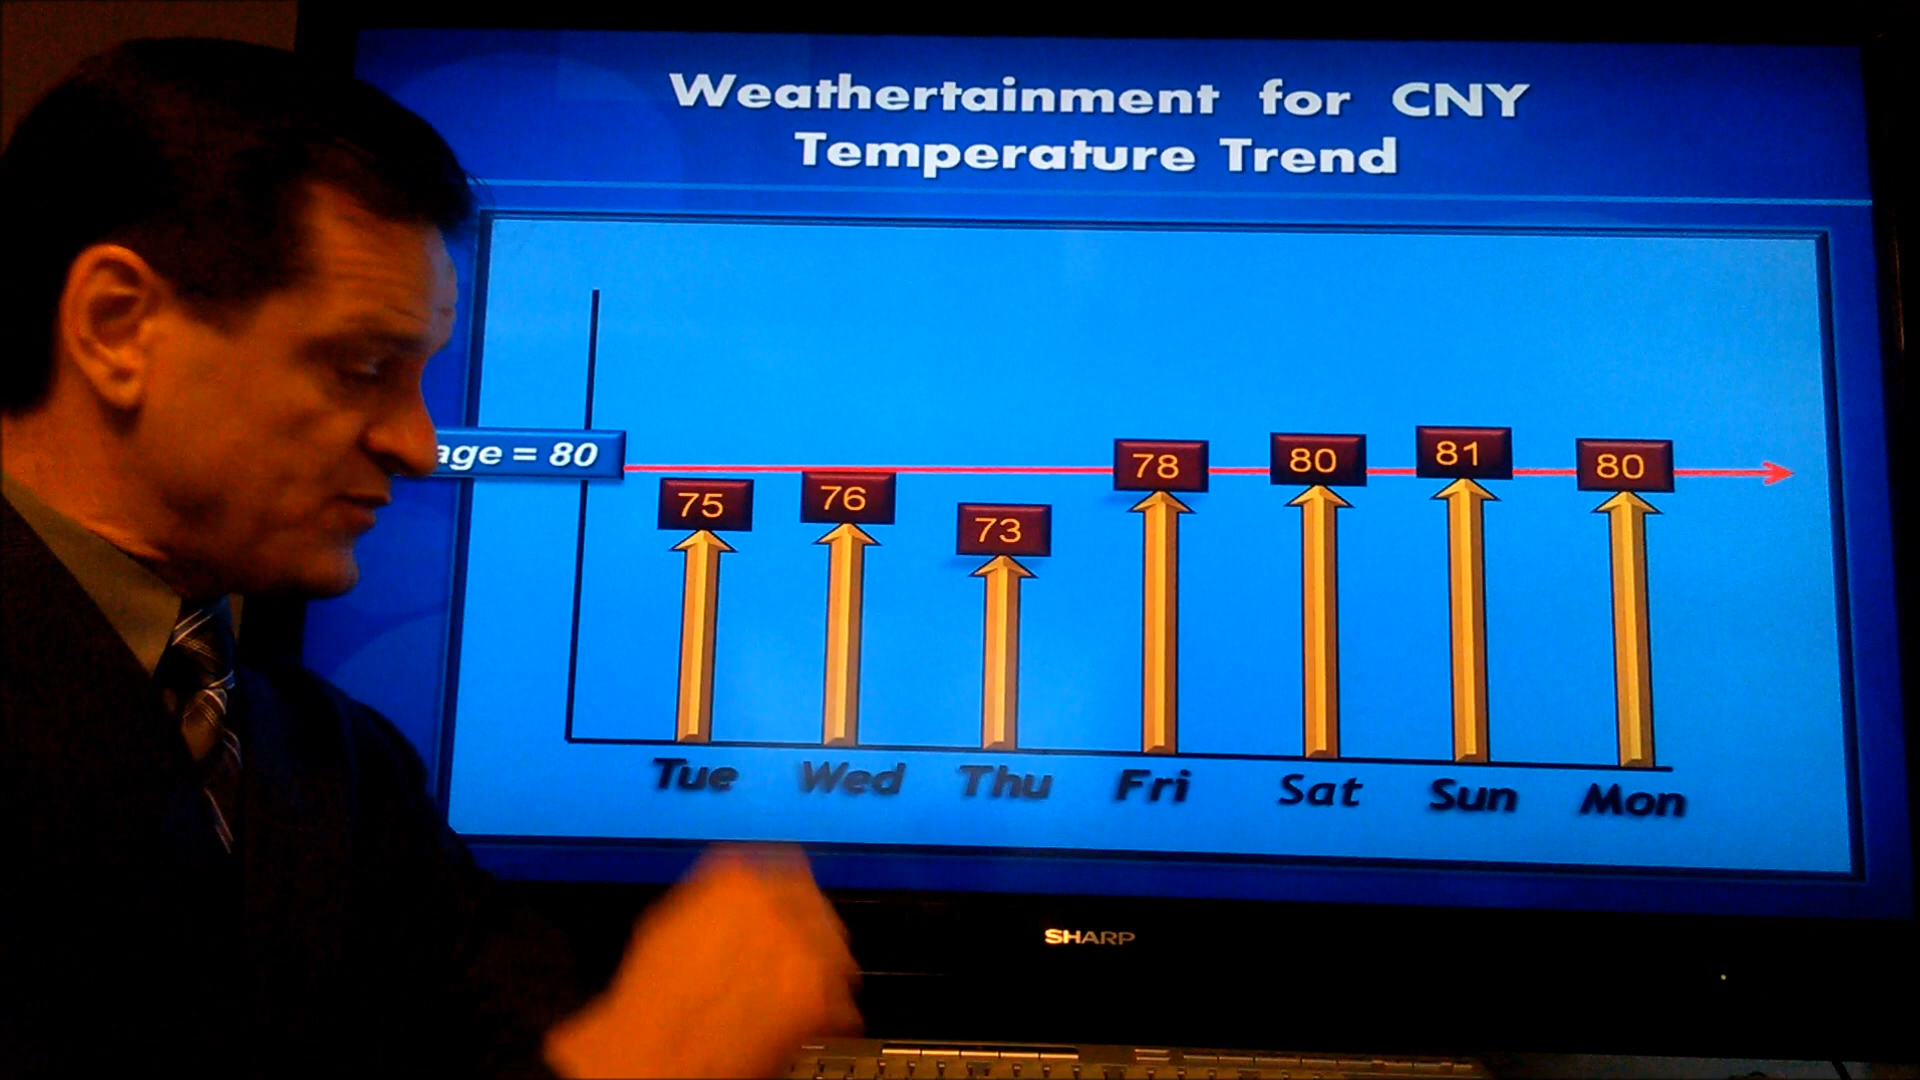 Weathertainment for CNY
Temperature Trend
age = 80
75 76 73 78 80 81 80
Tue Wed Thu Fri Sat Sun Mon
SHARP